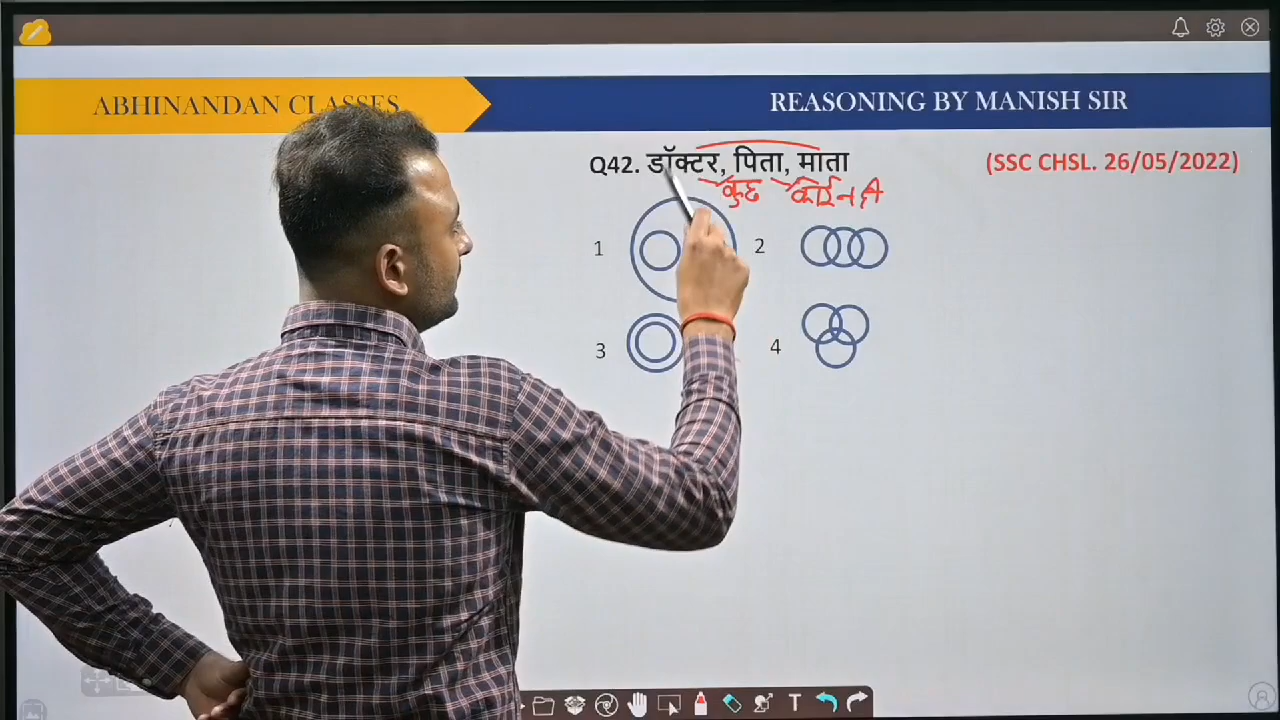 ABHINANDAN CLASSES
REASONING BY MANISH SIR
Q42. डॉक्टर, पिता, माता
(SSC CHSL. 26/05/2022)
कुछ
1
2
3
4
T